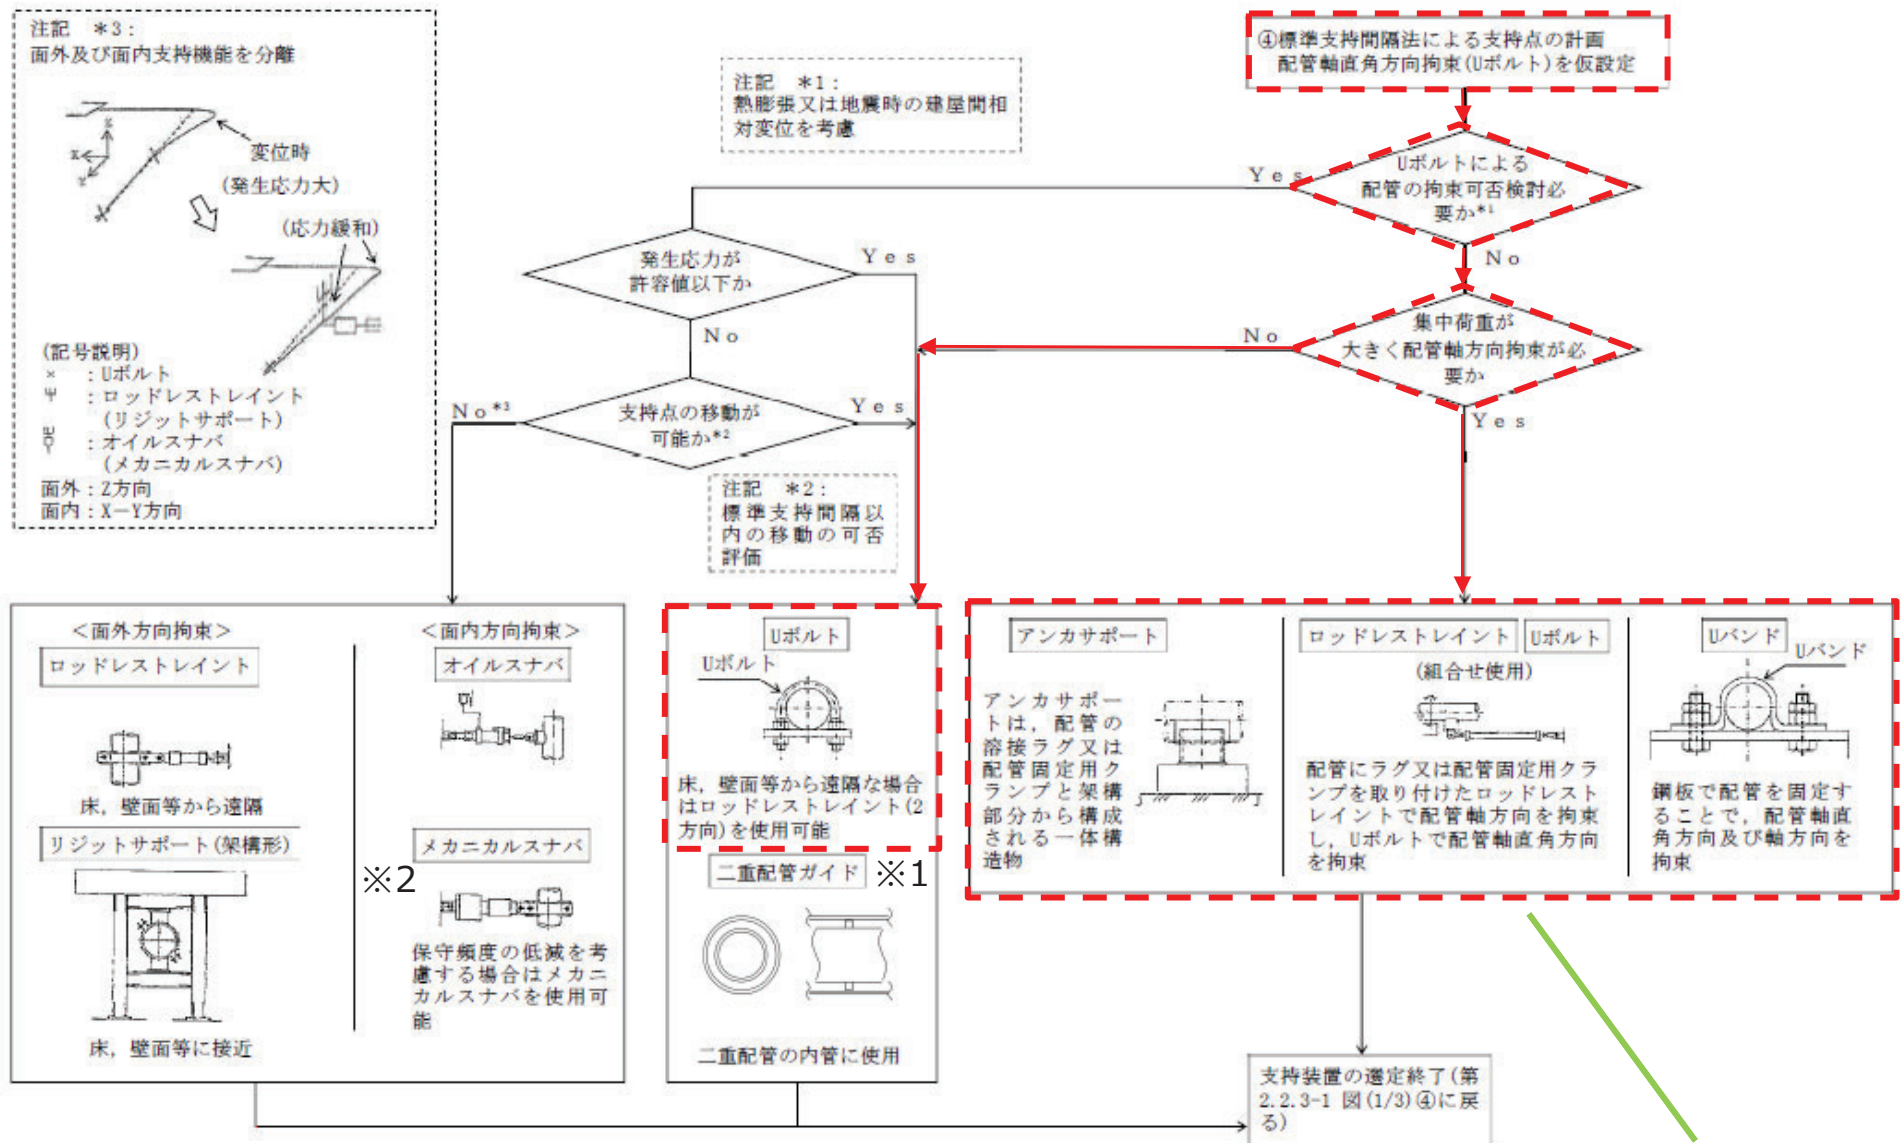 注記 *3:
面外及び面内支持機能を分離
変位時
(発生応力大)
(応力緩和)
Z
X
Y
(記号説明)
× :Uボルト
:ロッドレストレイント
(リジットサポート)
:オイルスナバ
(メカニカルスナバ)
面外:Z方向
面内:X-Y方向
注記 *1:
熱膨張又は地震時の建屋間相
対変位を考慮
④標準支持間隔法による支持点の計画
配管軸直角方向拘束(Uボルト)を仮設定
Uボルトによる
配管の拘束可否検討必
要か*1
Yes
No
発生応力が
許容値以下か
Yes
No
集中荷重が
大きく配管軸方向拘束が必
要か
No
Yes
支持点の移動が
可能か*2
No*3
Yes
注記 *2:
標準支持間隔以
内の移動の可否
評価
<面外方向拘束>
ロッドレストレイント
床,壁面等から遠隔
リジットサポート(架構形)
床,壁面等に接近
※2
<面内方向拘束>
オイルスナバ
メカニカルスナバ
保守頻度の低減を考
慮する場合はメカニ
カルスナバを使用可
能
Uボルト
Uボルト
床,壁面等から遠隔な場合
はロッドレストレイント(2
方向)を使用可能
二重配管ガイド
※1
二重配管の内管に使用
アンカサポート
アンカサポー
トは,配管の
溶接ラグ又は
配管固定用ク
ランプと架構
部分から構成
される一体構
造物
ロッドレストレイント
Uボルト
(組合せ使用)
配管にラグ又は配管固定用クラ
ンプを取り付けたロッドレスト
レイントで配管軸方向を拘束
し,Uボルトで配管軸直角方向
を拘束
Uバンド
Uバンド
鋼板で配管を固定す
ることで,配管軸直
角方向及び軸方向を
拘束
支持装置の選定終了(第
2.2.3-1 図(1/3)④に戻
る)